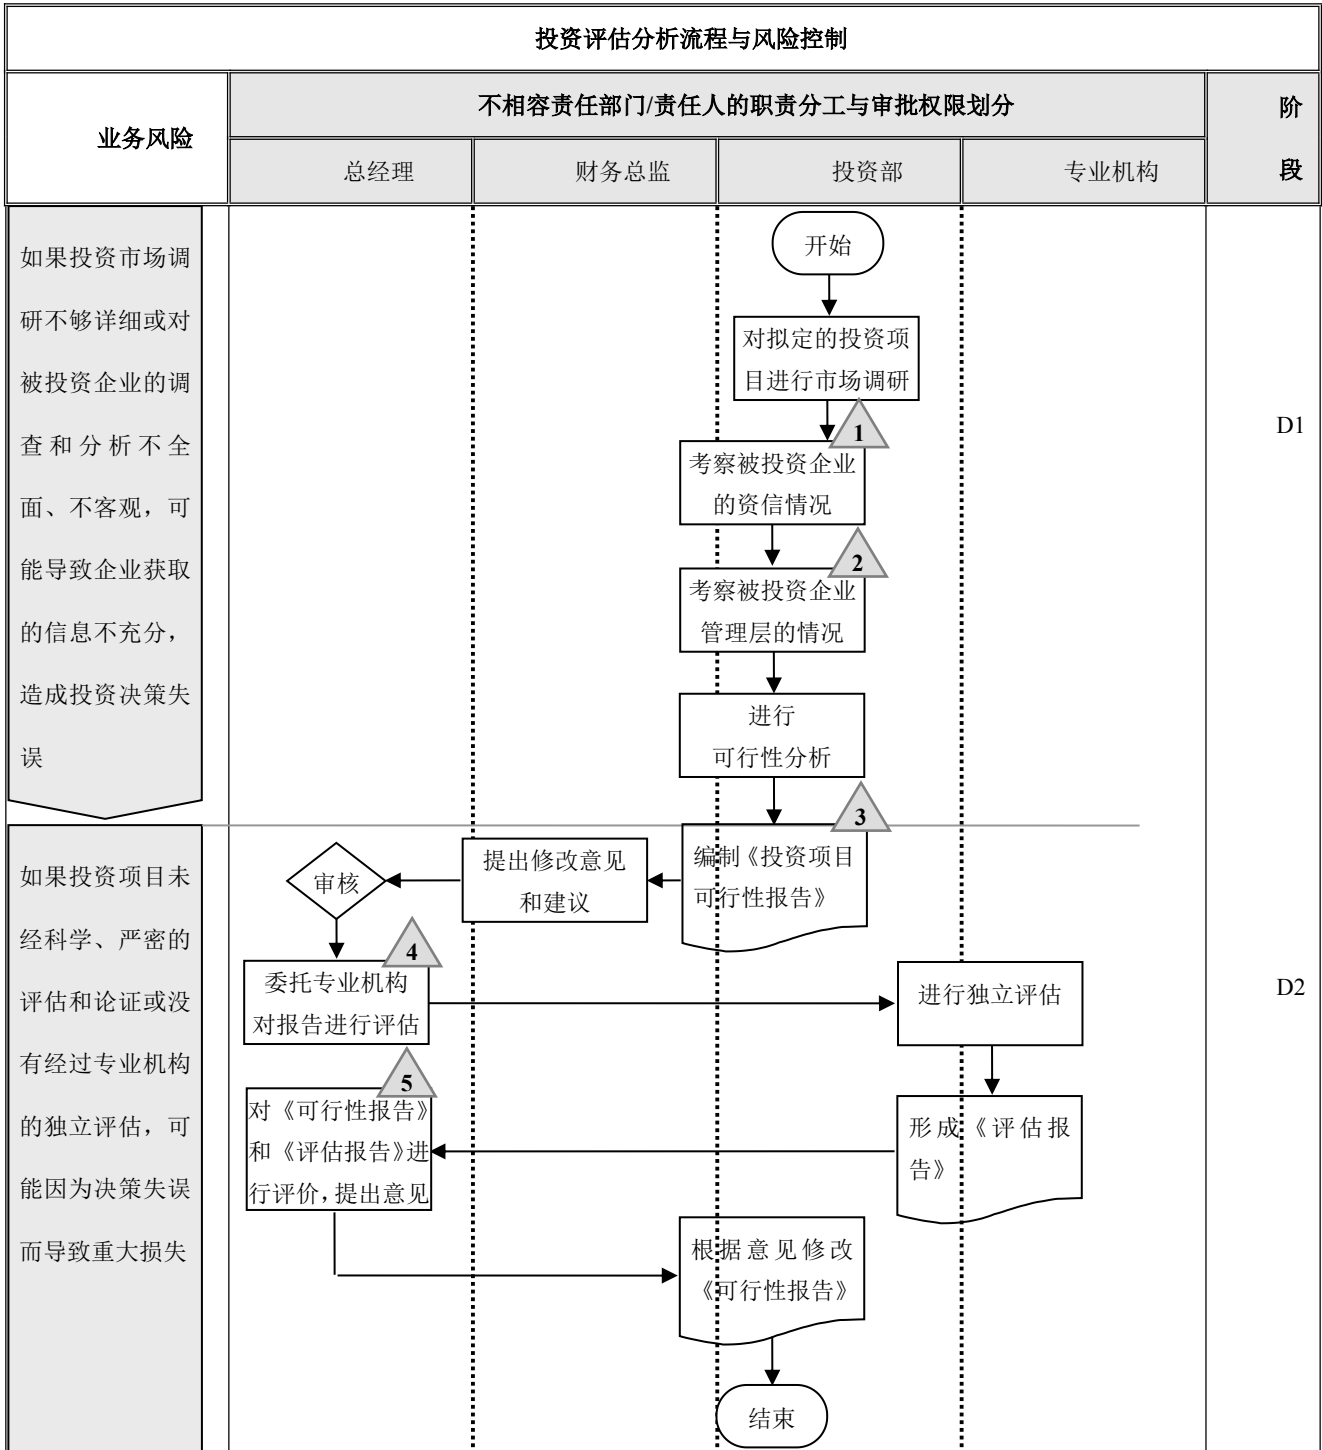 投资评估分析流程与风险控制
业务风险
不相容责任部门/责任人的职责分工与审批权限划分
阶
段
总经理
财务总监
投资部
专业机构
如果投资市场调
研不够详细或对
被投资企业的调
查和分析不全
面、不客观，可
能导致企业获取
的信息不充分，
造成投资决策失
误
开始
对拟定的投资项
目进行市场调研
1
考察被投资企业
的资信情况
2
考察被投资企业
管理层的情况
进行
可行性分析
D1
如果投资项目未
经科学、严密的
评估和论证或没
有经过专业机构
的独立评估，可
能因为决策失误
而导致重大损失
3
编制《投资项目
可行性报告》
提出修改意见
和建议
审核
4
委托专业机构
对报告进行评估
进行独立评估
5
对《可行性报告》
和《评估报告》进
行评价，提出意见
形成《评估报
告》
根据意见修改
《可行性报告》
结束
D2